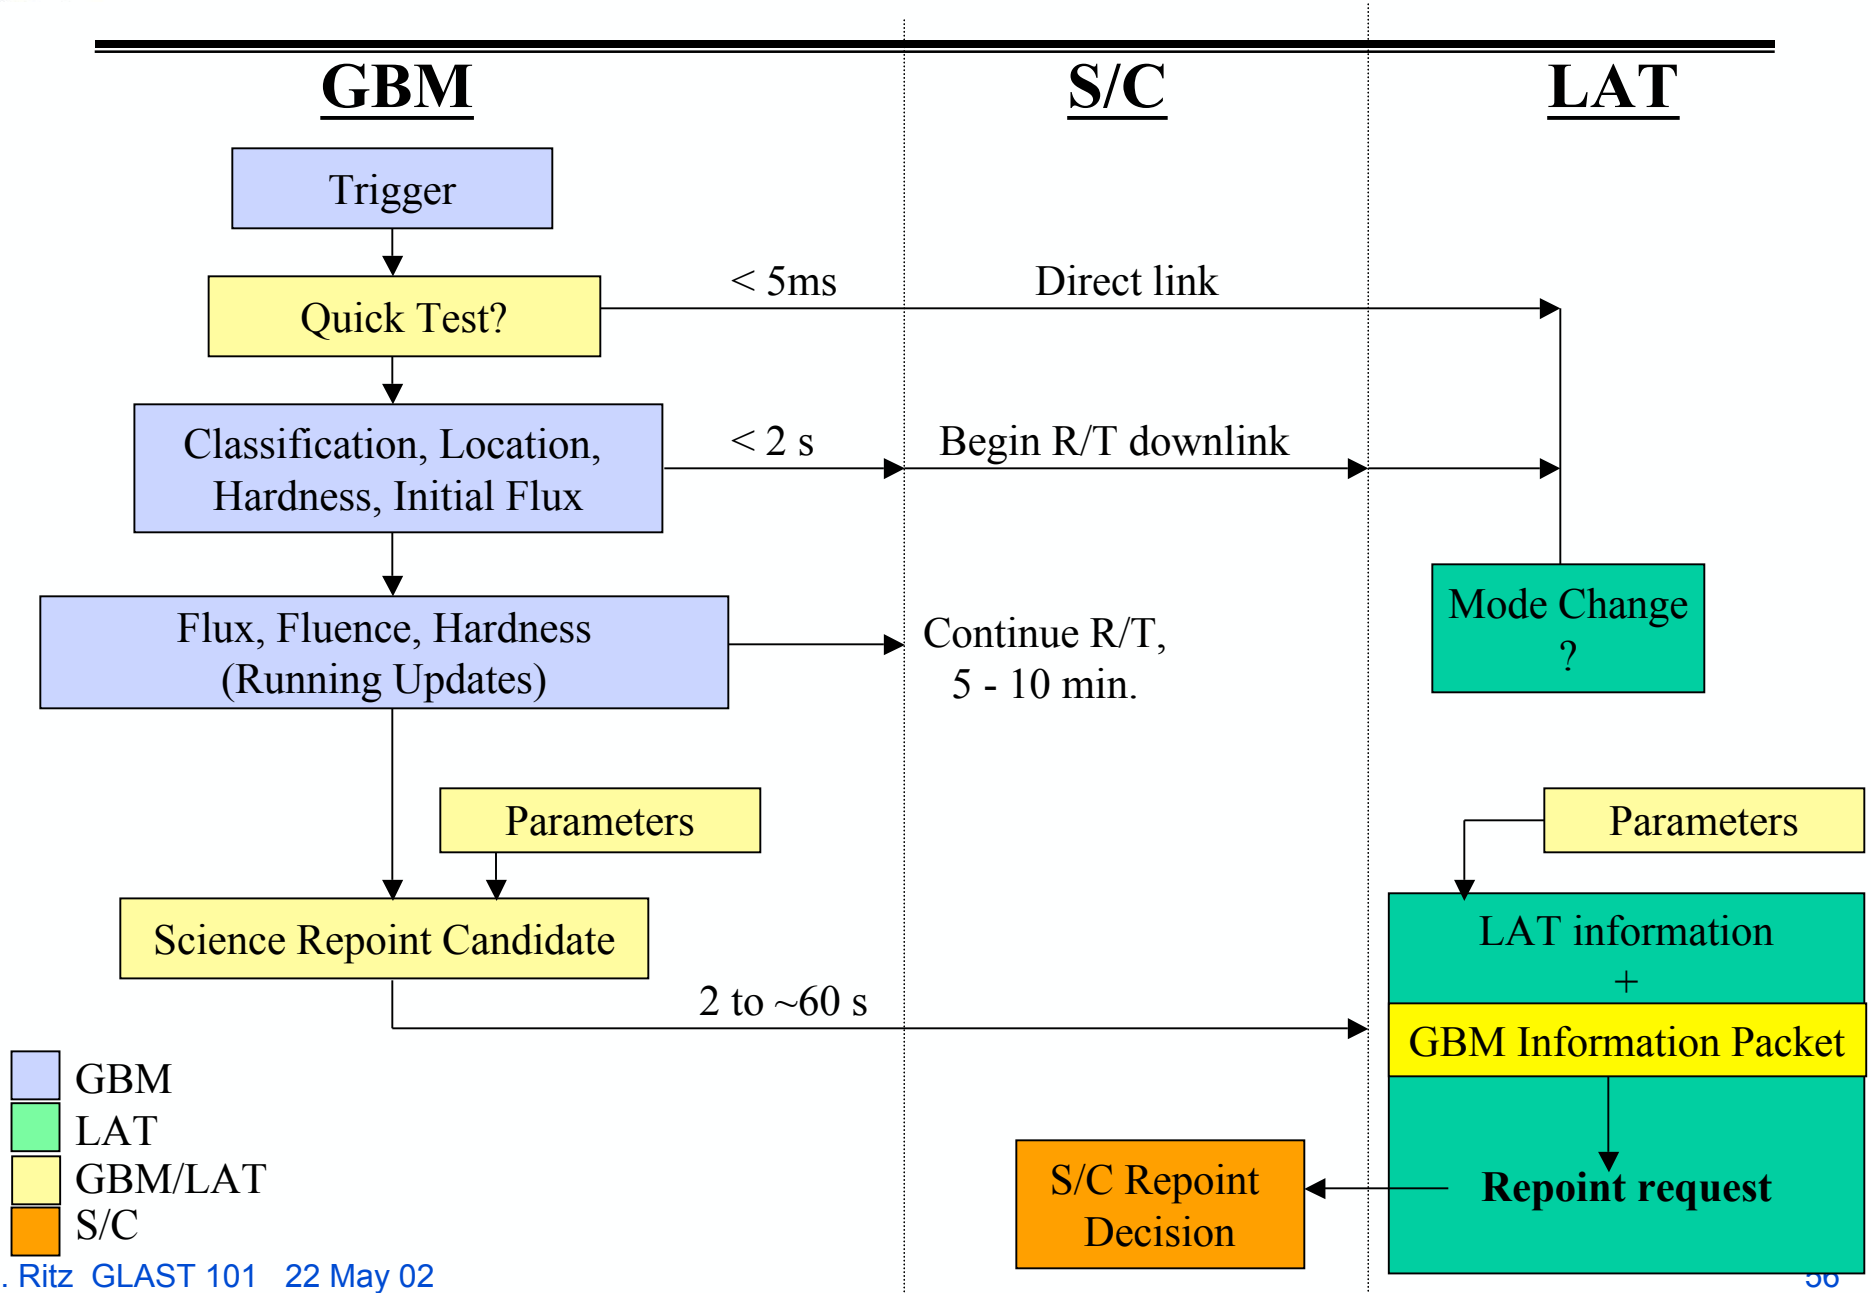 GBM
S/C
LAT
Trigger
Quick Test?
< 5ms
Direct link
Classification, Location,
Hardness, Initial Flux
< 2 s
Begin R/T downlink
Mode Change
?
Flux, Fluence, Hardness
(Running Updates)
Continue R/T,
5 - 10 min.
Parameters
Parameters
Science Repoint Candidate
2 to ~60 s
LAT information
+
GBM Information Packet
Repoint request
S/C Repoint
Decision
GBM
LAT
GBM/LAT
S/C
. Ritz GLAST 101 22 May 02
56